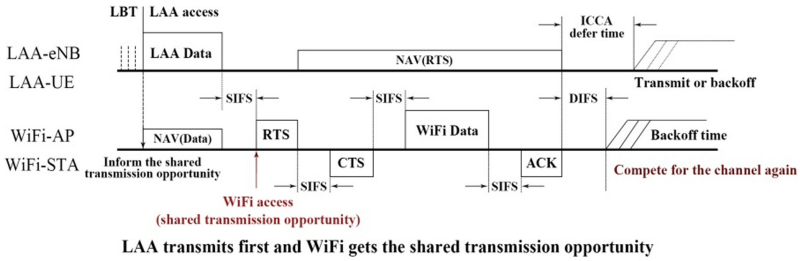 LBT
LAA access
ICCA
defer time
LAA-eNB
LAA Data
NAV(RTS)
LAA-UE
Transmit or backoff
SIFS
SIFS
DIFS
WiFi-AP
NAV(Data)
RTS
WiFi Data
Backoff time
WiFi-STA
Inform the shared
transmission opportunity
CTS
ACK
Compete for the channel again
SIFS
SIFS
WiFi access
(shared transmission opportunity)
LAA transmits first and WiFi gets the shared transmission opportunity